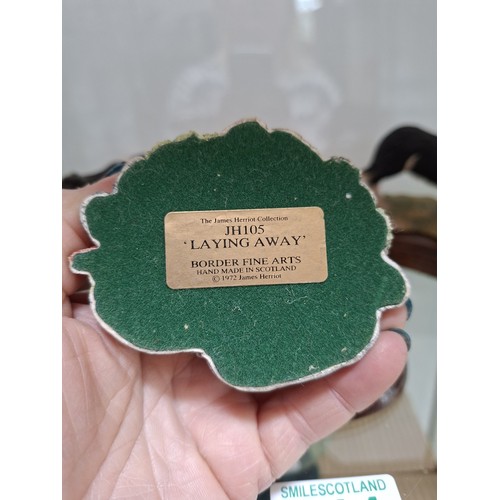 The James Herriot Collection
JH105
‘LAYING AWAY’
BORDER FINE ARTS
HAND MADE IN SCOTLAND
© 1972 James Herriot
SMILESCOTLAND